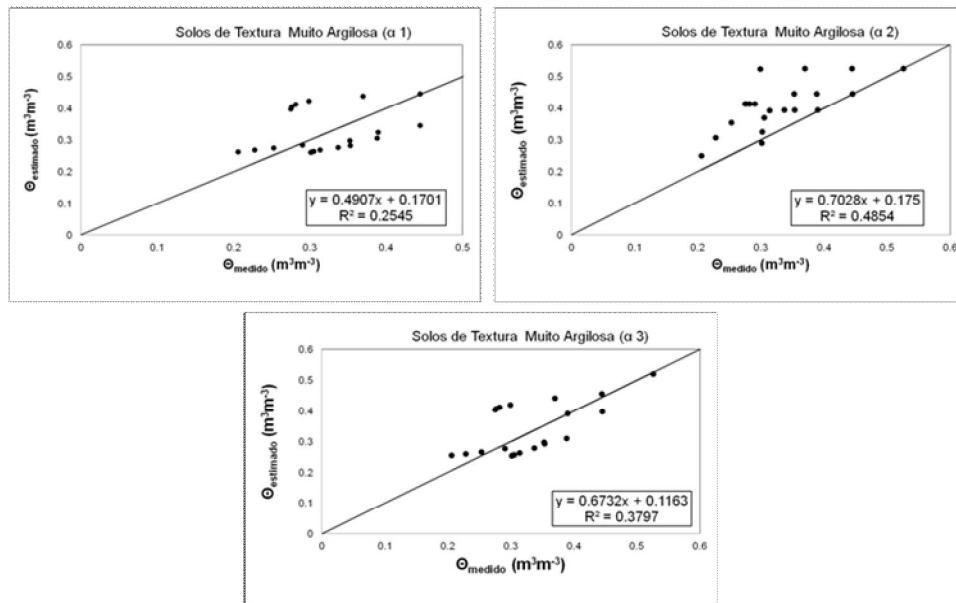 Solos de Textura Muito Argilosa (α 1)
0.6
0.5
0.4
0.3
0.2
0.1
0
Θestimado (m³m⁻³)
y = 0.4907x + 0.1701
R² = 0.2545
0 0.1 0.2 0.3 0.4 0.5
Θmedido (m³m⁻³)
Solos de Textura Muito Argilosa (α 2)
0.6
0.5
0.4
0.3
0.2
0.1
0
Θestimado (m³m⁻³)
y = 0.7028x + 0.175
R² = 0.4854
0 0.1 0.2 0.3 0.4 0.5 0.6
Θmedido (m³m⁻³)
Solos de Textura Muito Argilosa (α 3)
0.6
0.5
0.4
0.3
0.2
0.1
0
Θestimado (m³m⁻³)
y = 0.6732x + 0.1163
R² = 0.3797
0 0.1 0.2 0.3 0.4 0.5 0.6
Θmedido (m³m⁻³)